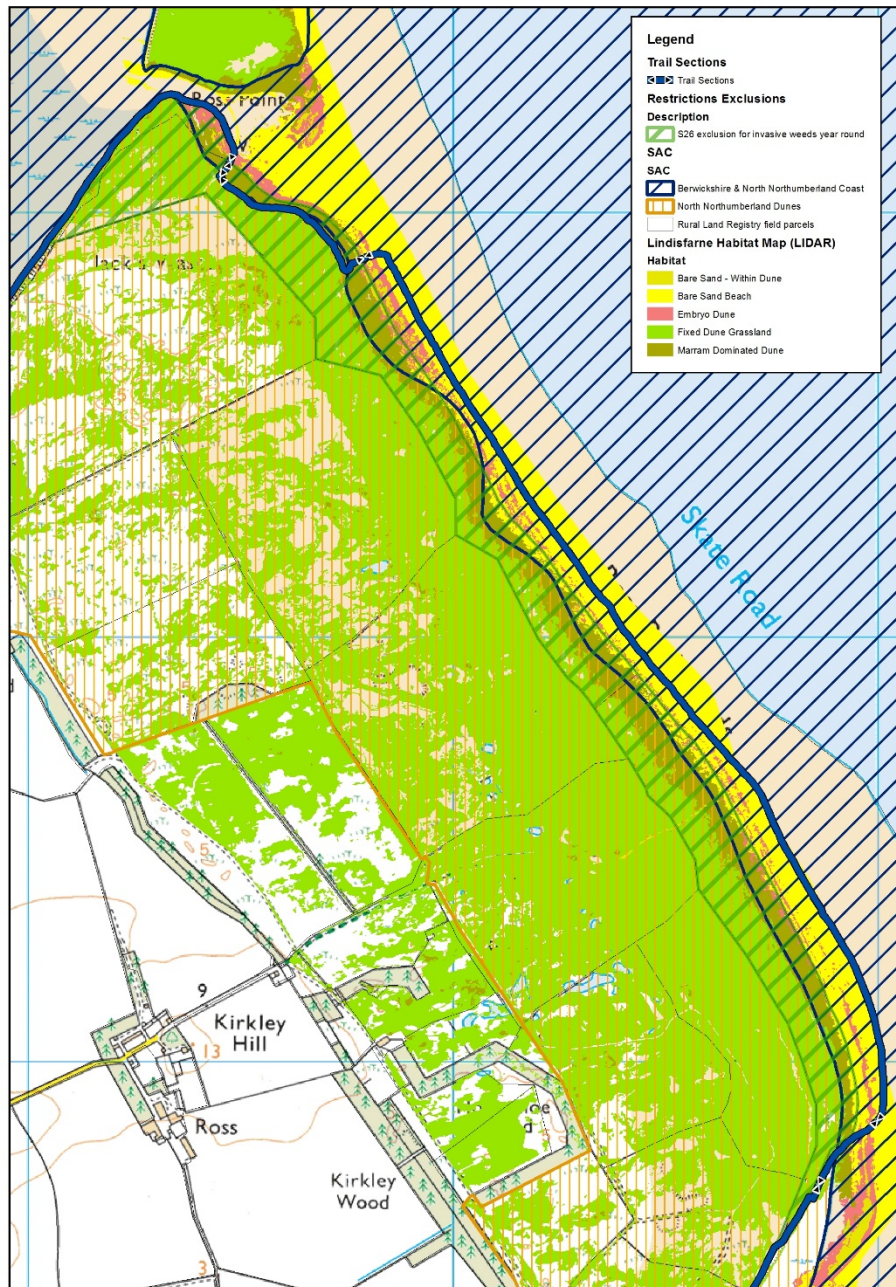 Legend
Trail Sections
Trail Sections
Restrictions Exclusions
Description
S26 exclusion for invasive weeds year round
SAC
SAC
Berwickshire & North Northumberland Coast
North Northumberland Dunes
Rural Land Registry field parcels
Lindisfarne Habitat Map (LIDAR)
Habitat
Bare Sand - Within Dune
Bare Sand Beach
Embryo Dune
Fixed Dune Grassland
Marram Dominated Dune
Ross Point
5
Skate Road
5
9
Kirkley
Hill
13
Ross
Kirkley
Wood
3